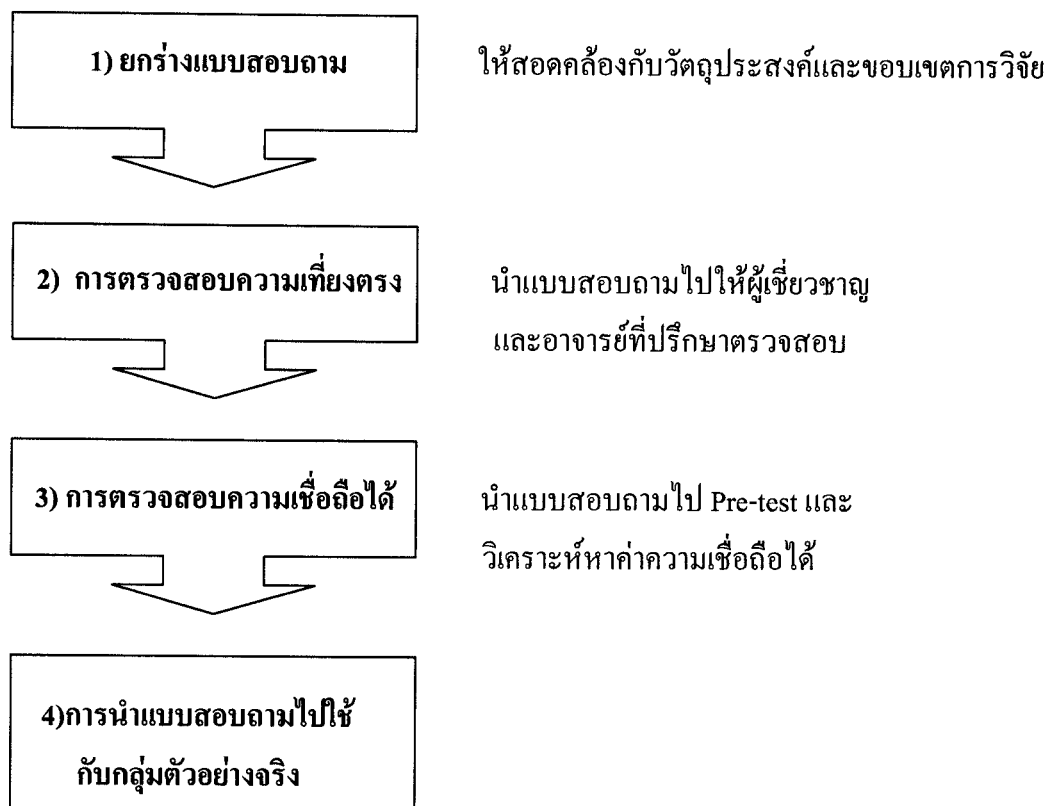 1) ยกร่างแบบสอบถาม
ให้สอดคล้องกับวัตถุประสงค์และขอบเขตการวิจัย
2) การตรวจสอบความเที่ยงตรง
นำแบบสอบถามไปให้ผู้เชี่ยวชาญ
และอาจารย์ที่ปรึกษาตรวจสอบ
3) การตรวจสอบความเชื่อถือได้
นำแบบสอบถามไป Pre-test และ
วิเคราะห์หาค่าความเชื่อถือได้
4)การนำแบบสอบถามไปใช้
กับกลุ่มตัวอย่างจริง